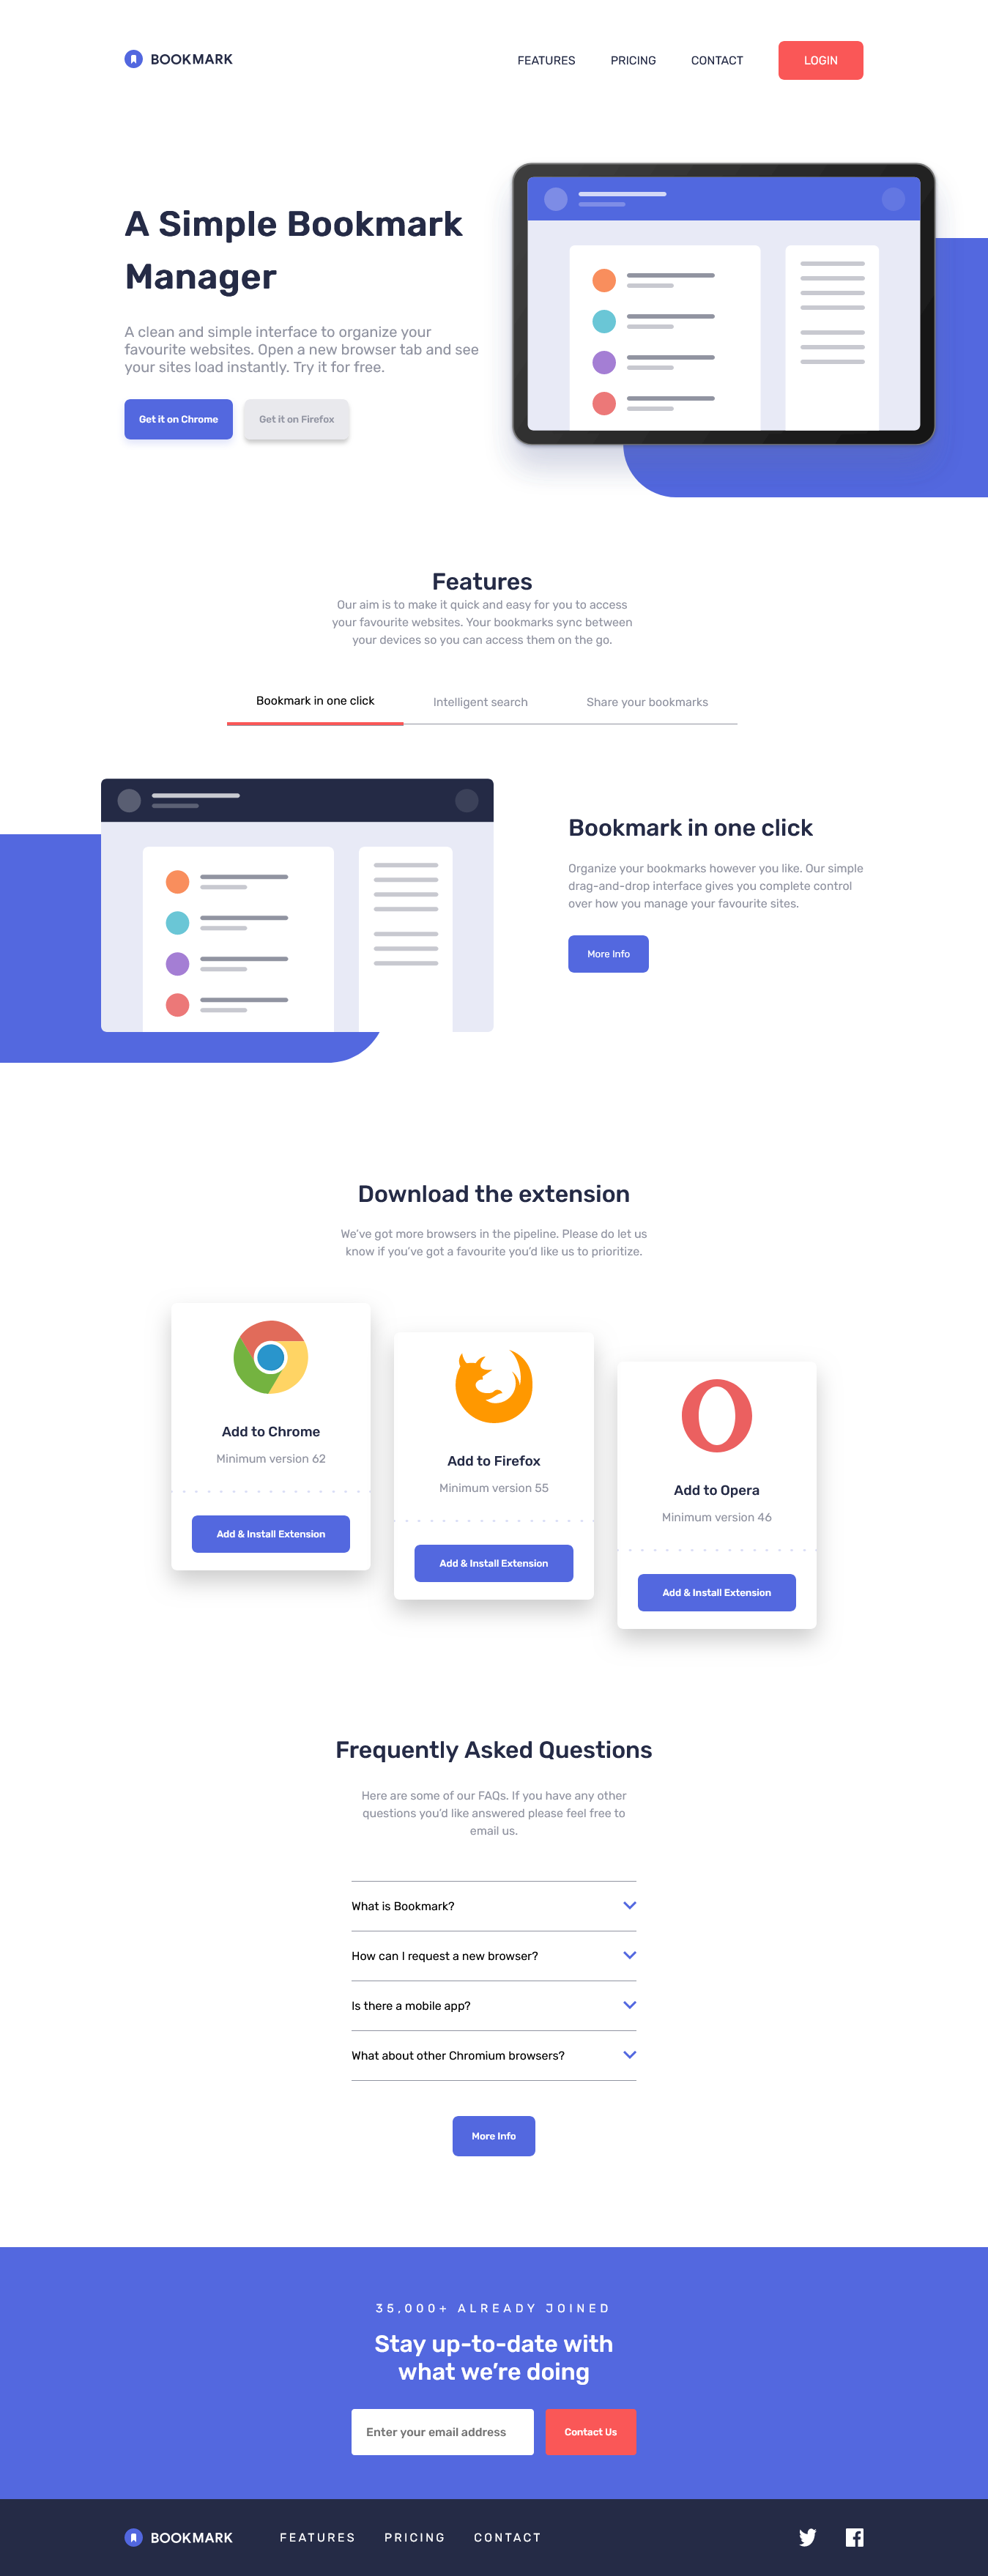 BOOKMARK
FEATURES
PRICING
CONTACT
LOGIN
A Simple Bookmark
Manager
A clean and simple interface to organize your
favourite websites. Open a new browser tab and see
your sites load instantly. Try it for free.
Get it on Chrome
Get it on Firefox
Features
Our aim is to make it quick and easy for you to access
your favourite websites. Your bookmarks sync between
your devices so you can access them on the go.
Bookmark in one click
Intelligent search
Share your bookmarks
Bookmark in one click
Organize your bookmarks however you like. Our simple
drag-and-drop interface gives you complete control
over how you manage your favourite sites.
More Info
Download the extension
We've got more browsers in the pipeline. Please do let us
know if you've got a favourite you'd like us to prioritize.
Add to Chrome
Minimum version 62
Add & Install Extension
Add to Firefox
Minimum version 55
Add & Install Extension
Add to Opera
Minimum version 46
Add & Install Extension
Frequently Asked Questions
Here are some of our FAQs. If you have any other
questions you'd like answered please feel free to
email us.
What is Bookmark?
How can I request a new browser?
Is there a mobile app?
What about other Chromium browsers?
More Info
35,000+ ALREADY JOINED
Stay up-to-date with
what we're doing
Enter your email address
Contact Us
BOOKMARK
FEATURES
PRICING
CONTACT